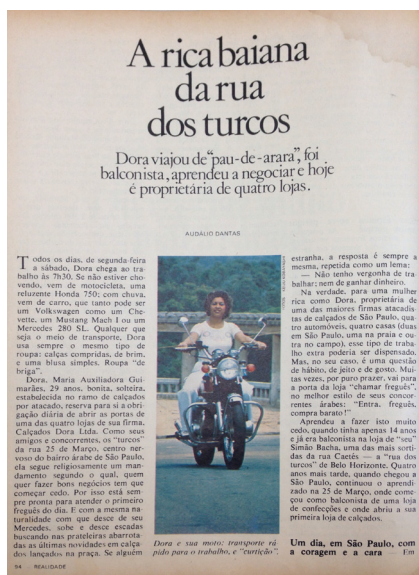 A rica baiana
da rua
dos turcos
Dora viajou de “pau-de-arara”, foi
balconista, aprendeu a negociar e hoje
é proprietária de quatro lojas.
AUDÁLIO DANTAS
Todos os dias, de segunda-feira
a sábado, Dora chega ao tra-
balho às 7h30. Se não estiver cho-
vendo, vem de motocicleta, uma
reluzente Honda 750; com chuva,
vem de carro, que tanto pode ser
um Volkswagen como um Che-
vette, um Mustang Mach I ou um
Mercedes 280 SL. Qualquer que
seja o meio de transporte, Dora
usa sempre o mesmo tipo de
roupa: calças compridas, de brim,
e uma blusa simples. Roupa “de
briga”.
Dora, Maria Auxiliadora Gui-
marães, 29 anos, bonita, solteira,
estabelecida no ramo de calçados
por atacado, reserva para si a obri-
gação diária de abrir as portas de
uma das quatro lojas de sua firma,
Calçados Dora Ltda. Como seus
amigos e concorrentes, os “turcos”
da rua 25 de Março, centro ner-
voso do bairro árabe de São Paulo,
ela segue religiosamente um man-
damento segundo o qual, quem
quer fazer bons negócios tem que
começar cedo. Por isso está sem-
pre pronta para atender o primeiro
freguês do dia. E com a mesma na-
turalidade com que desce de seu
Mercedes, sobe e desce escadas
buscando nas prateleiras abarrota-
das as últimas novidades em calça-
dos lançados na praça. Se alguém
Dora e sua moto: transporte rá-
pido para o trabalho, e “curtição”.
estranha, a resposta é sempre a
mesma, repetida como um lema:
— Não tenho vergonha de tra-
balhar; nem de ganhar dinheiro.
Na verdade, para uma mulher
rica como Dora, proprietária de
uma das maiores firmas atacadis-
tas de calçados de São Paulo, qua-
tro automóveis, quatro casas (duas
em São Paulo, uma na praia e ou-
tra no campo), esse tipo de traba-
lho extra poderia ser dispensado.
Mas, no seu caso, é uma questão
de hábito, de jeito e de gosto. Mui-
tas vezes, por puro prazer, vai para
a porta da loja “chamar freguês”,
no melhor estilo de seus concor-
rentes árabes: “Entra, freguês,
compra barato!”
Aprendeu a fazer isto muito
cedo, quando tinha apenas 14 anos
e já era balconista na loja de “seu”
Simão Bacha, uma das mais sorti-
das da rua Caetés — a “rua dos
turcos” de Belo Horizonte. Quatro
anos mais tarde, quando chegou a
São Paulo, continuou o aprendi-
zado na 25 de Março, onde come-
çou como balconista de uma loja
de confecções e onde abriu a sua
primeira loja de calçados.
Um dia, em São Paulo, com
a coragem e a cara — Em
94 - REALIDADE